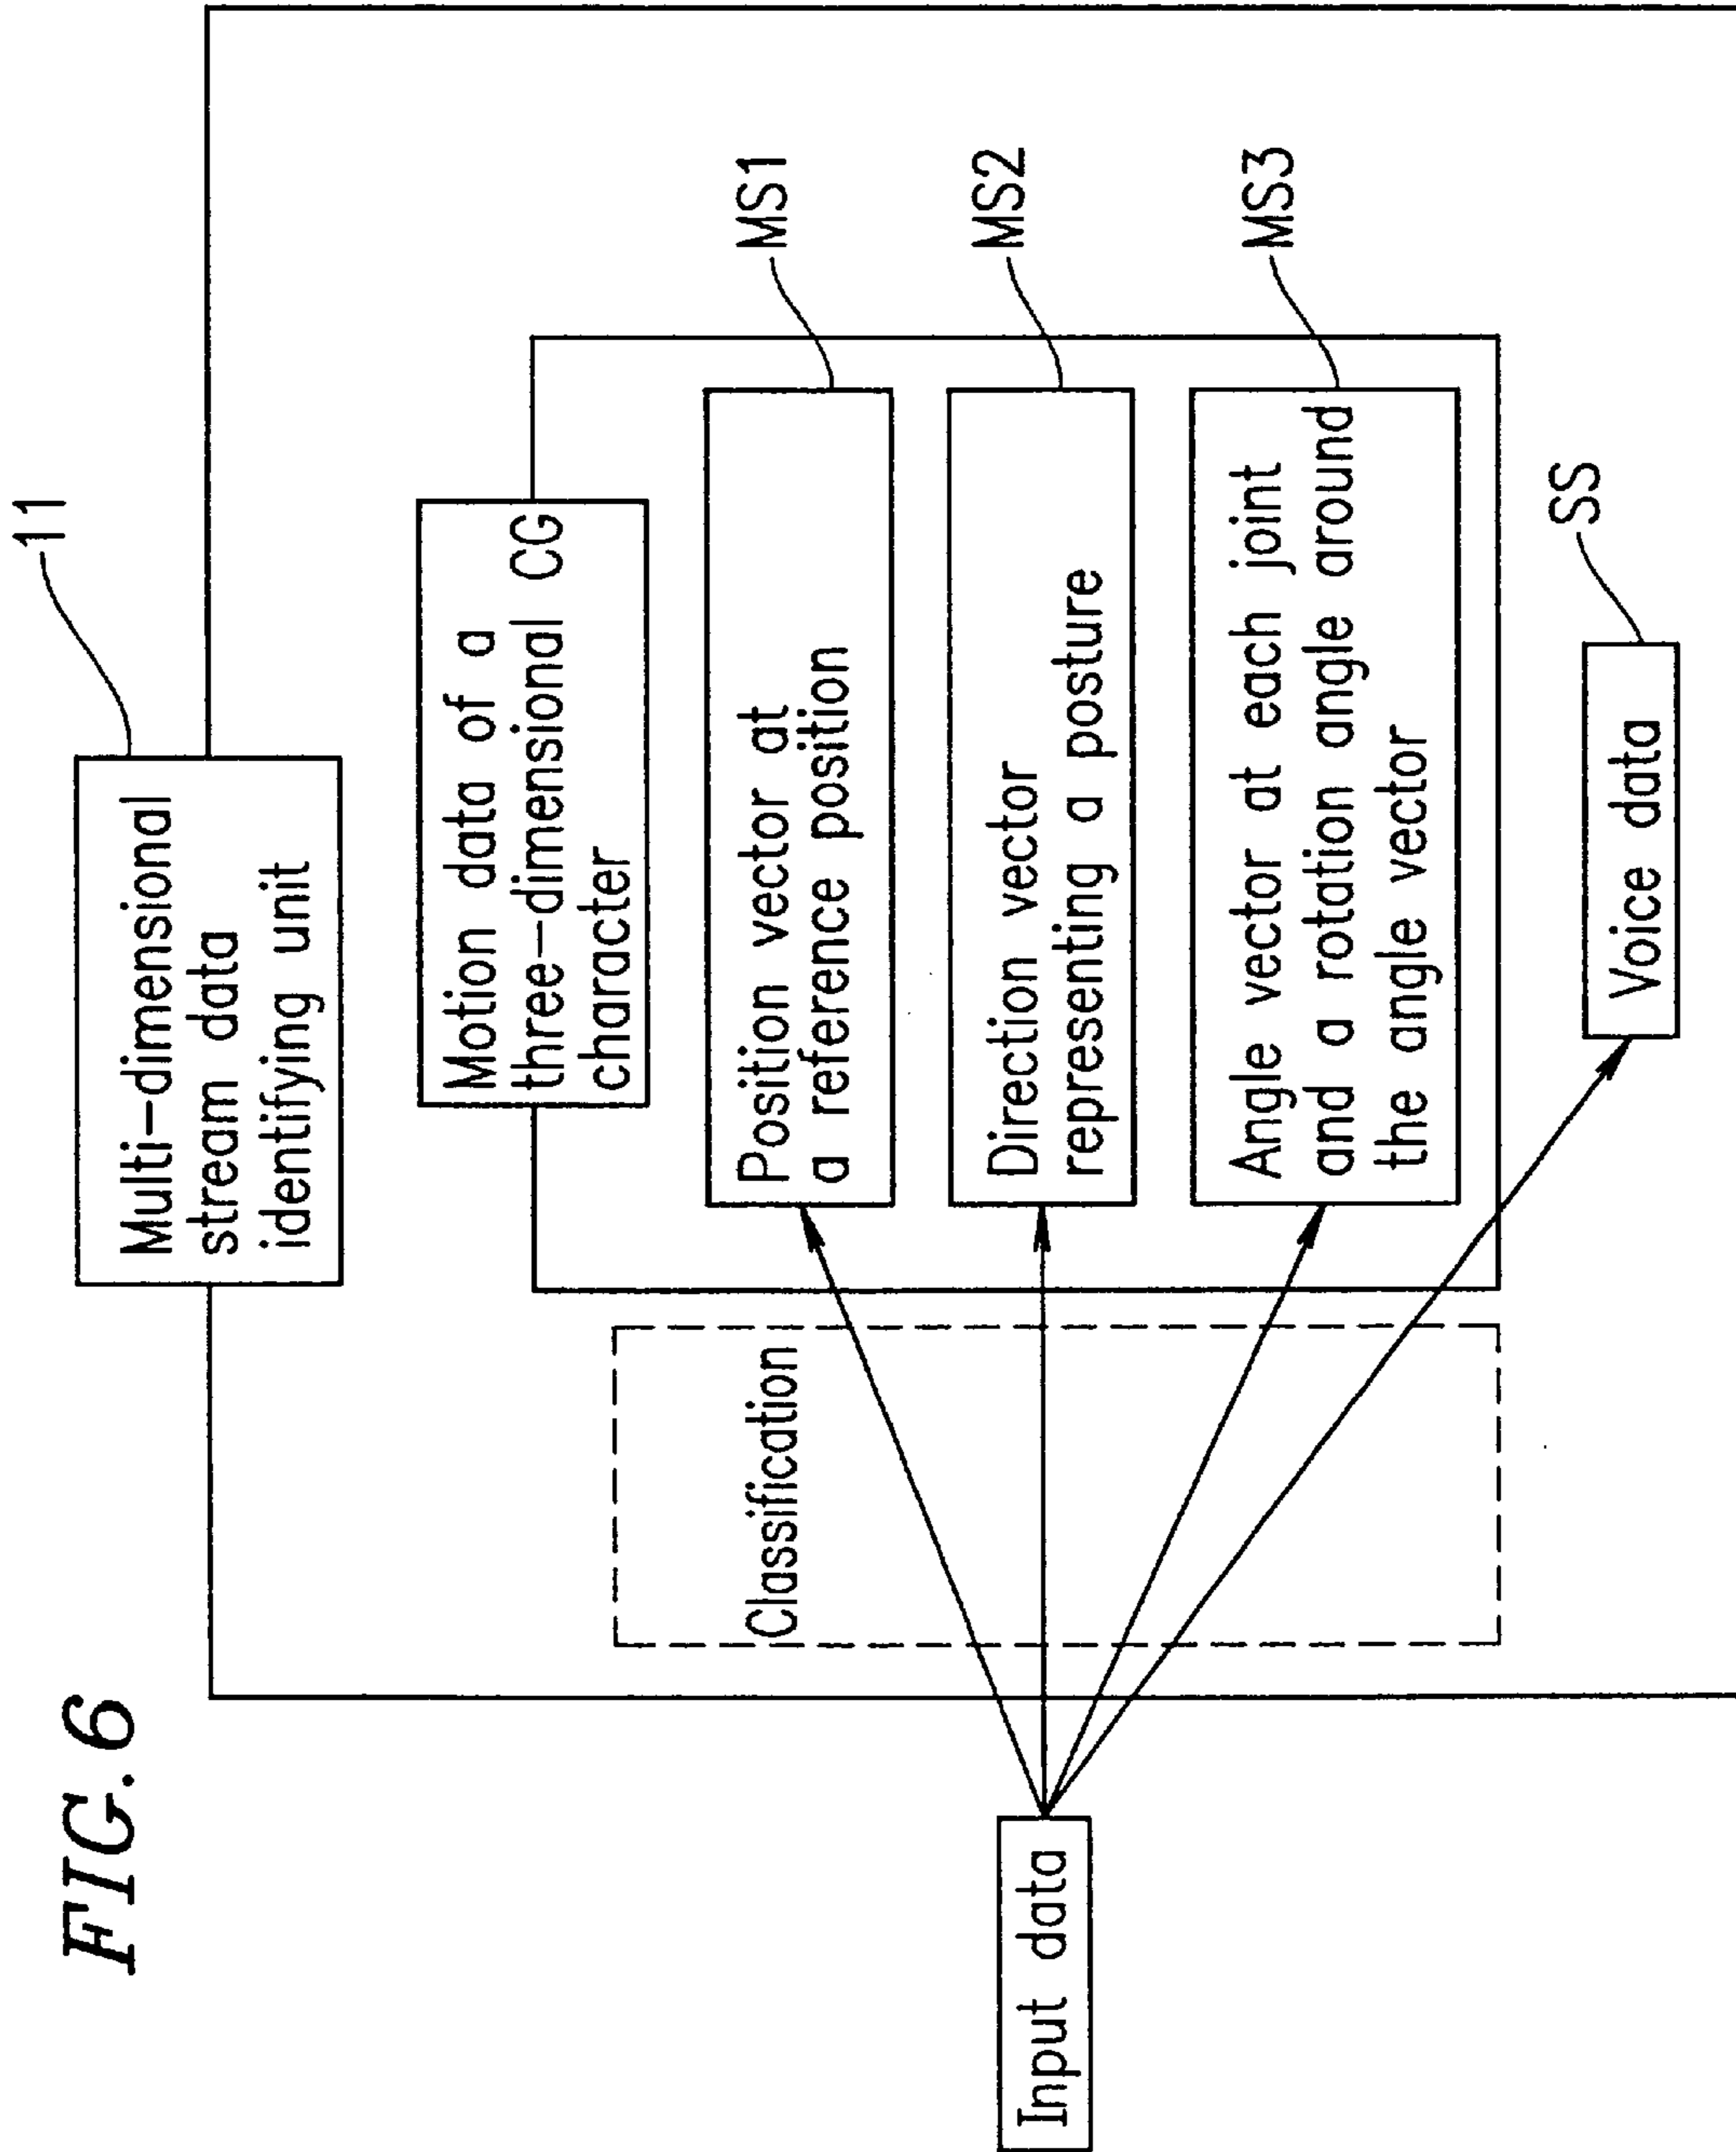 FIG. 6
11
Multi-dimensional
stream data
identifying unit
Motion data of a
three-dimensional CG
character
Classification
Input data
Position vector at
a reference position
MS1
Direction vector
representing a posture
MS2
Angle vector at each joint
and a rotation angle around
the angle vector
MS3
Voice data
SS